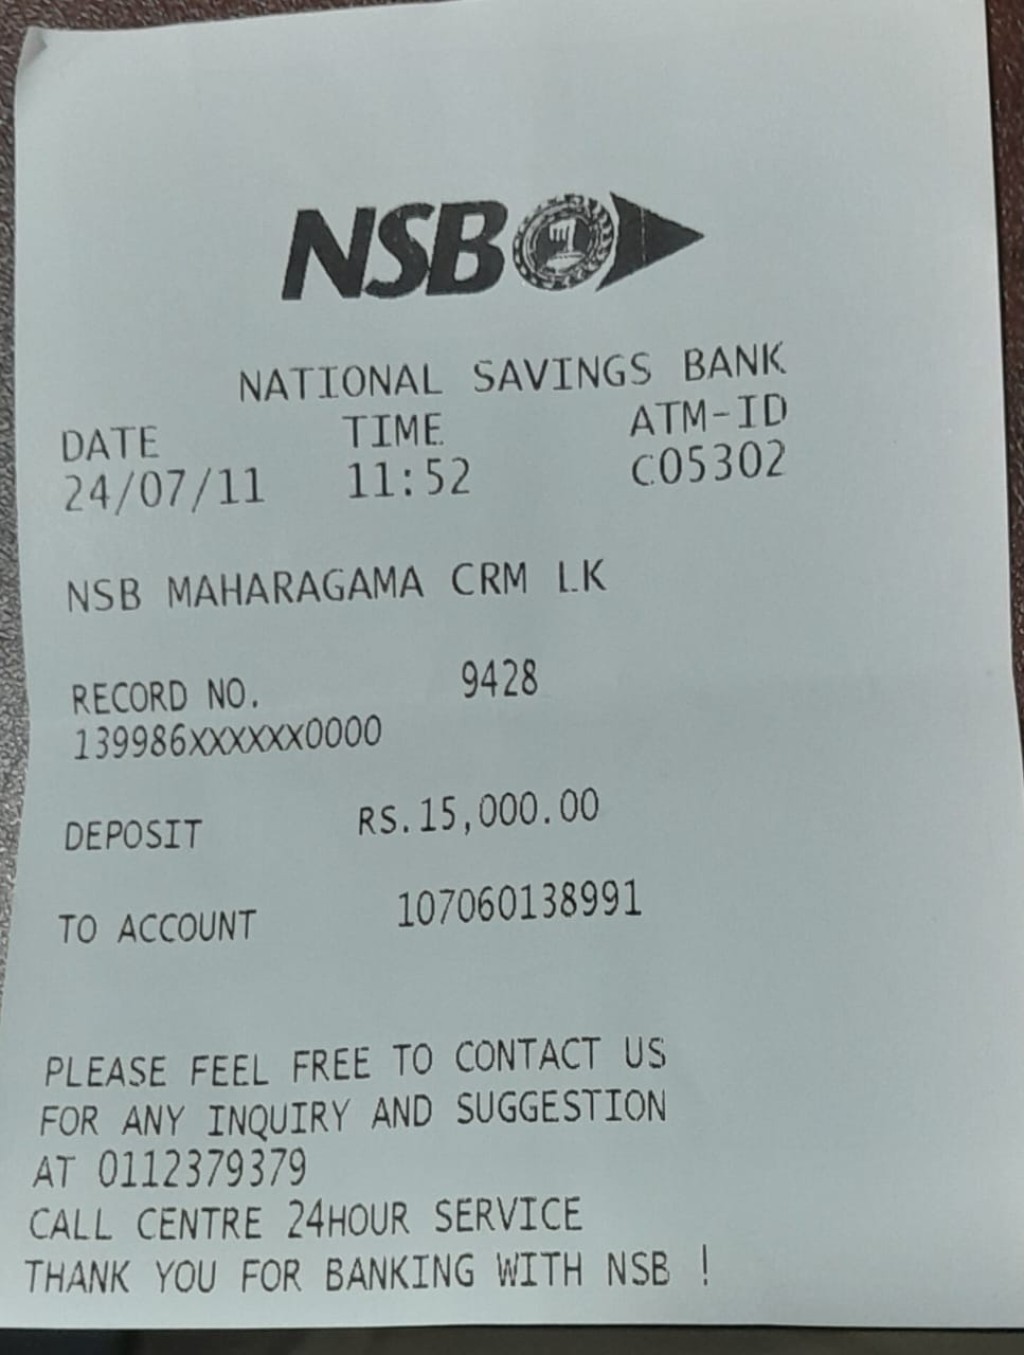 NSB
NATIONAL SAVINGS BANK
DATE TIME ATM-ID
24/07/11 11:52 C05302
NSB MAHARAGAMA CRM LK
RECORD NO. 9428
139986XXXXXX0000
DEPOSIT RS.15,000.00
TO ACCOUNT 107060138991
PLEASE FEEL FREE TO CONTACT US
FOR ANY INQUIRY AND SUGGESTION
AT 0112379379
CALL CENTRE 24HOUR SERVICE
THANK YOU FOR BANKING WITH NSB !